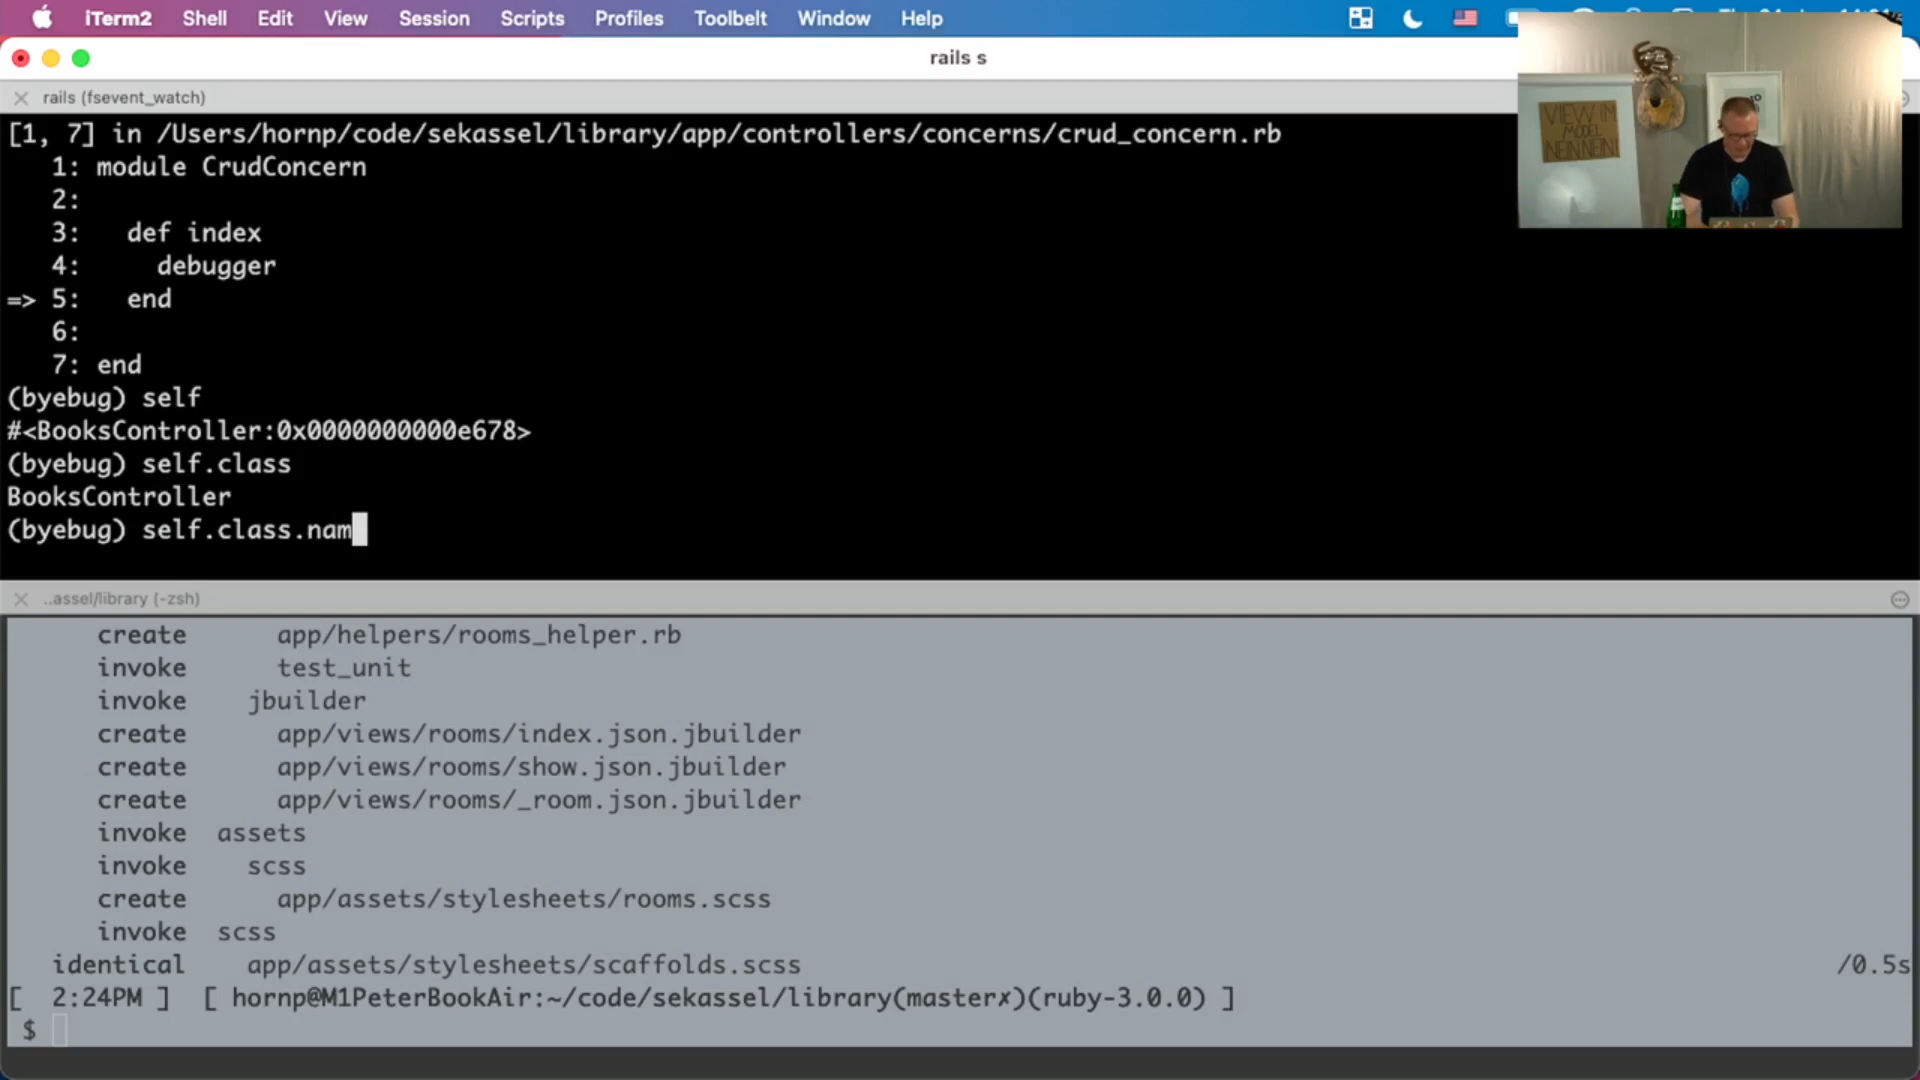 iTerm2 Shell Edit View Session Scripts Profiles Toolbelt Window Help
rails s
rails (fsevent_watch)
[1, 7] in /Users/hornp/code/sekassel/library/app/controllers/concerns/crud_concern.rb
1: module CrudConcern
2:
3: def index
4: debugger
=> 5: end
6:
7: end
(byebug) self
#<BooksController:0x0000000000e678>
(byebug) self.class
BooksController
(byebug) self.class.nam
VIEW IM
MODEL
NEIN NEIN!
..assel/library (-zsh)
create app/helpers/rooms_helper.rb
invoke test_unit
invoke jbuilder
create app/views/rooms/index.json.jbuilder
create app/views/rooms/show.json.jbuilder
create app/views/rooms/_room.json.jbuilder
invoke assets
invoke scss
create app/assets/stylesheets/rooms.scss
invoke scss
identical app/assets/stylesheets/scaffolds.scss /0.5s
[ 2:24PM ] [ hornp@M1PeterBookAir:~/code/sekassel/library(master✗)(ruby-3.0.0) ]
$